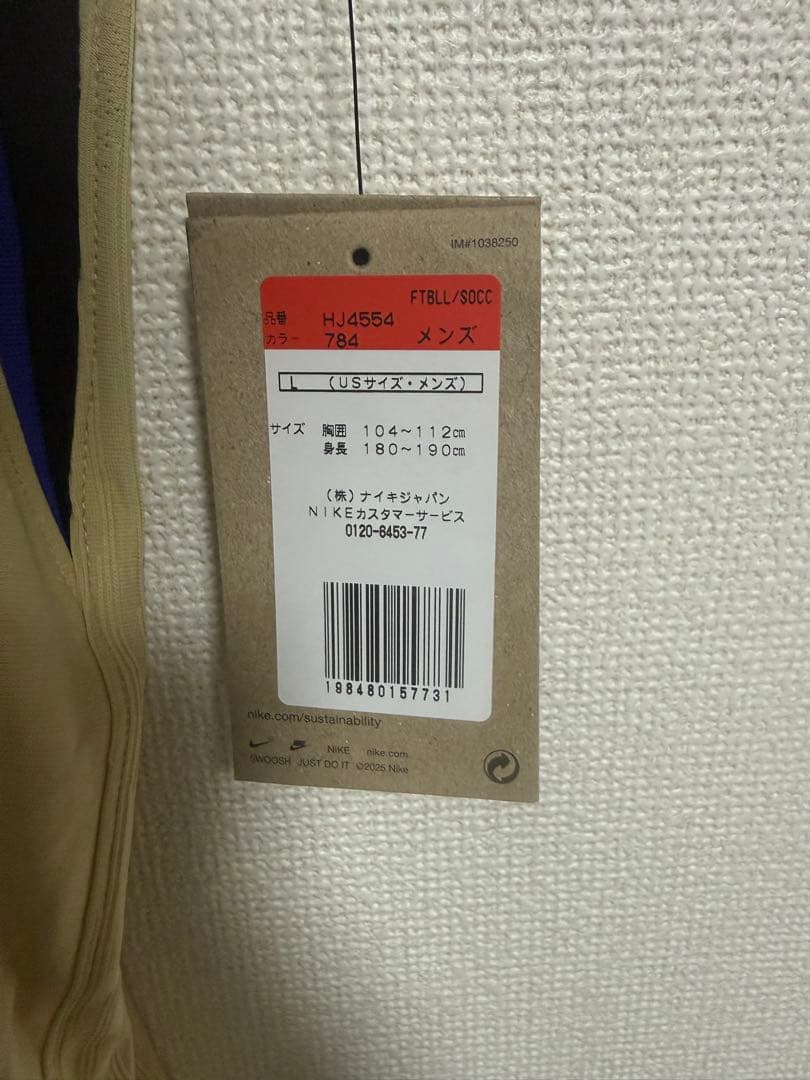 IM#1038250
FTBLL/SOCC
品番 HJ4554
カラー 784 メンズ
L (USサイズ・メンズ)
サイズ 胸囲 104~112cm
身長 180~190cm
(株)ナイキジャパン
NIKEカスタマーサービス
0120-6453-77
198480157731
nike.com/sustainability
NIKE nike.com
SWOOSH JUST DO IT ©2025 Nike